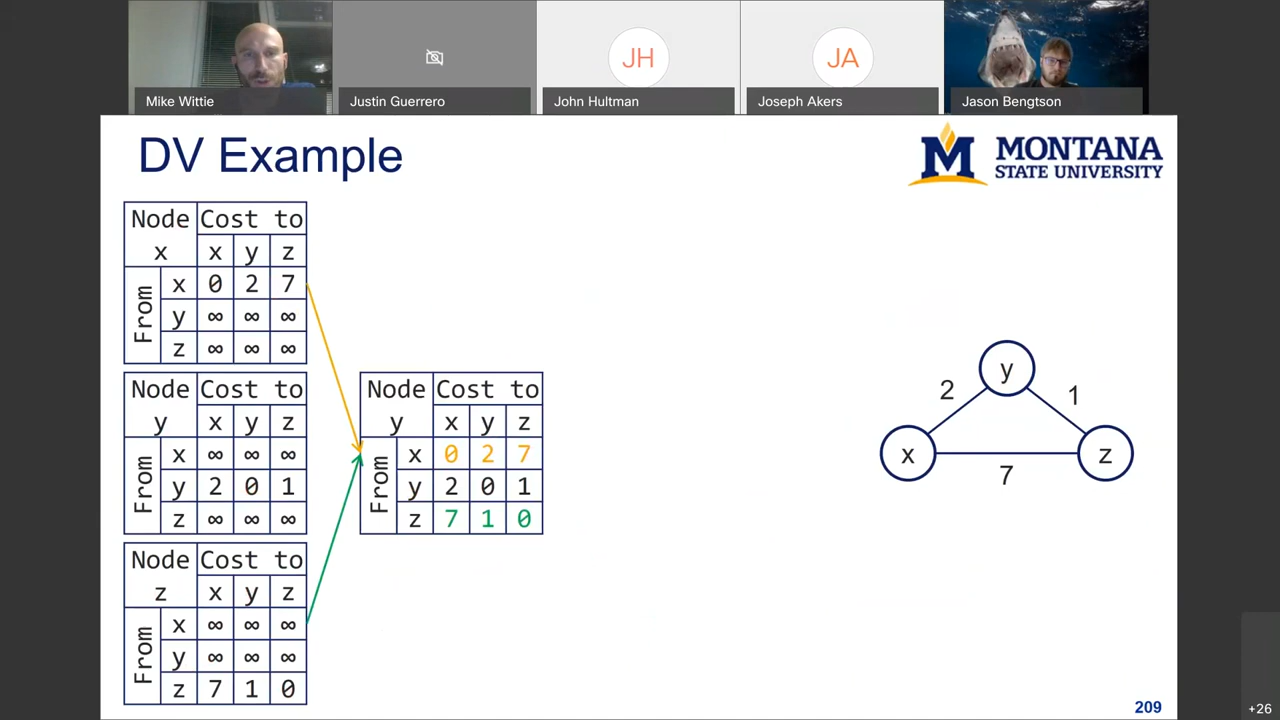 JH
JA
Mike Wittie
Justin Guerrero
John Hultman
Joseph Akers
Jason Bengtson
DV Example
M MONTANA
STATE UNIVERSITY
Node x Cost to
x y z
From
x 0 2 7
y ∞ ∞ ∞
z ∞ ∞ ∞
Node y Cost to
x y z
From
x ∞ ∞ ∞
y 2 0 1
z ∞ ∞ ∞
Node z Cost to
x y z
From
x ∞ ∞ ∞
y ∞ ∞ ∞
z 7 1 0
Node y Cost to
x y z
From
x 0 2 7
y 2 0 1
z 7 1 0
y
2
1
x
z
7
209
+26